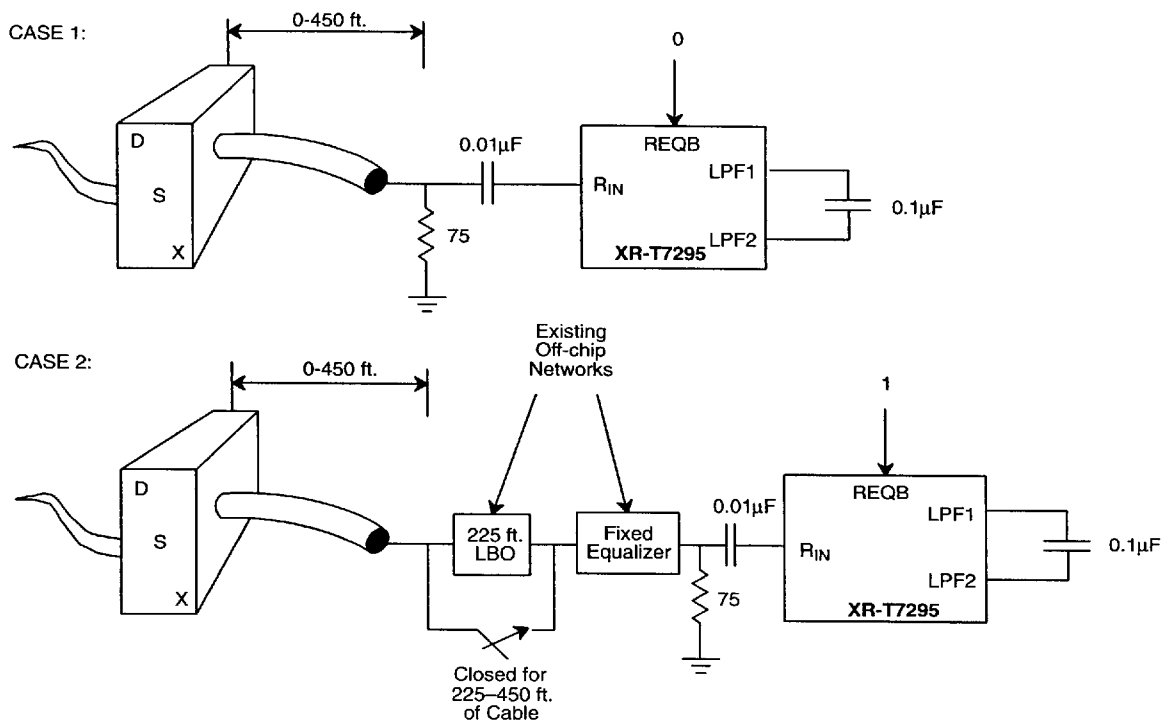 CASE 1:
0-450 ft.
0
D
S
X
0.01µF
75
REQB
R_IN
LPF1
LPF2
XR-T7295
0.1µF
CASE 2:
0-450 ft.
Existing
Off-chip
Networks
1
D
S
X
225 ft.
LBO
Fixed
Equalizer
0.01µF
75
REQB
R_IN
LPF1
LPF2
XR-T7295
0.1µF
Closed for
225–450 ft.
of Cable